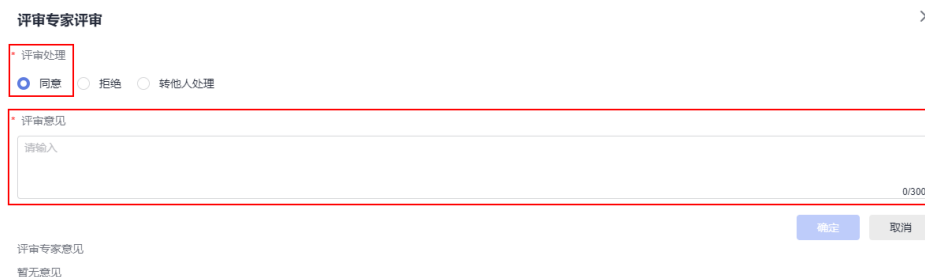 评审专家评审
* 评审处理
同意 拒绝 转他人处理
* 评审意见
请输入
0/300
确定 取消
评审专家意见
暂无意见